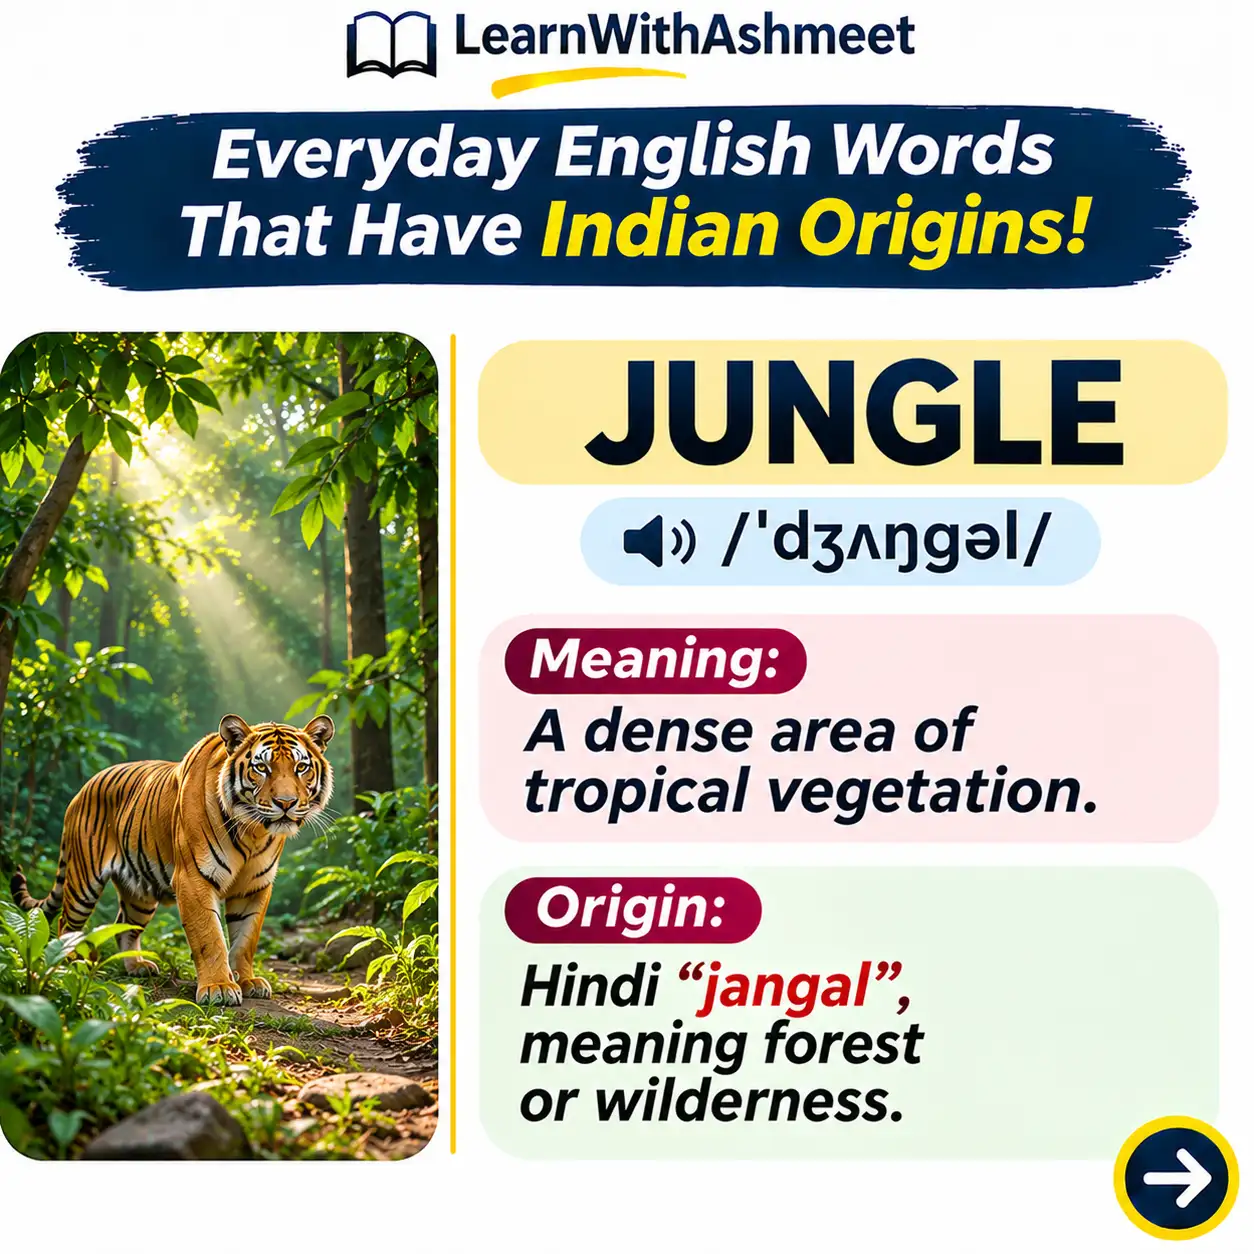 LearnWithAshmeet
Everyday English Words
That Have Indian Origins!
JUNGLE
/ˈdʒʌŋɡəl/
Meaning:
A dense area of
tropical vegetation.
Origin:
Hindi “jangal”,
meaning forest
or wilderness.